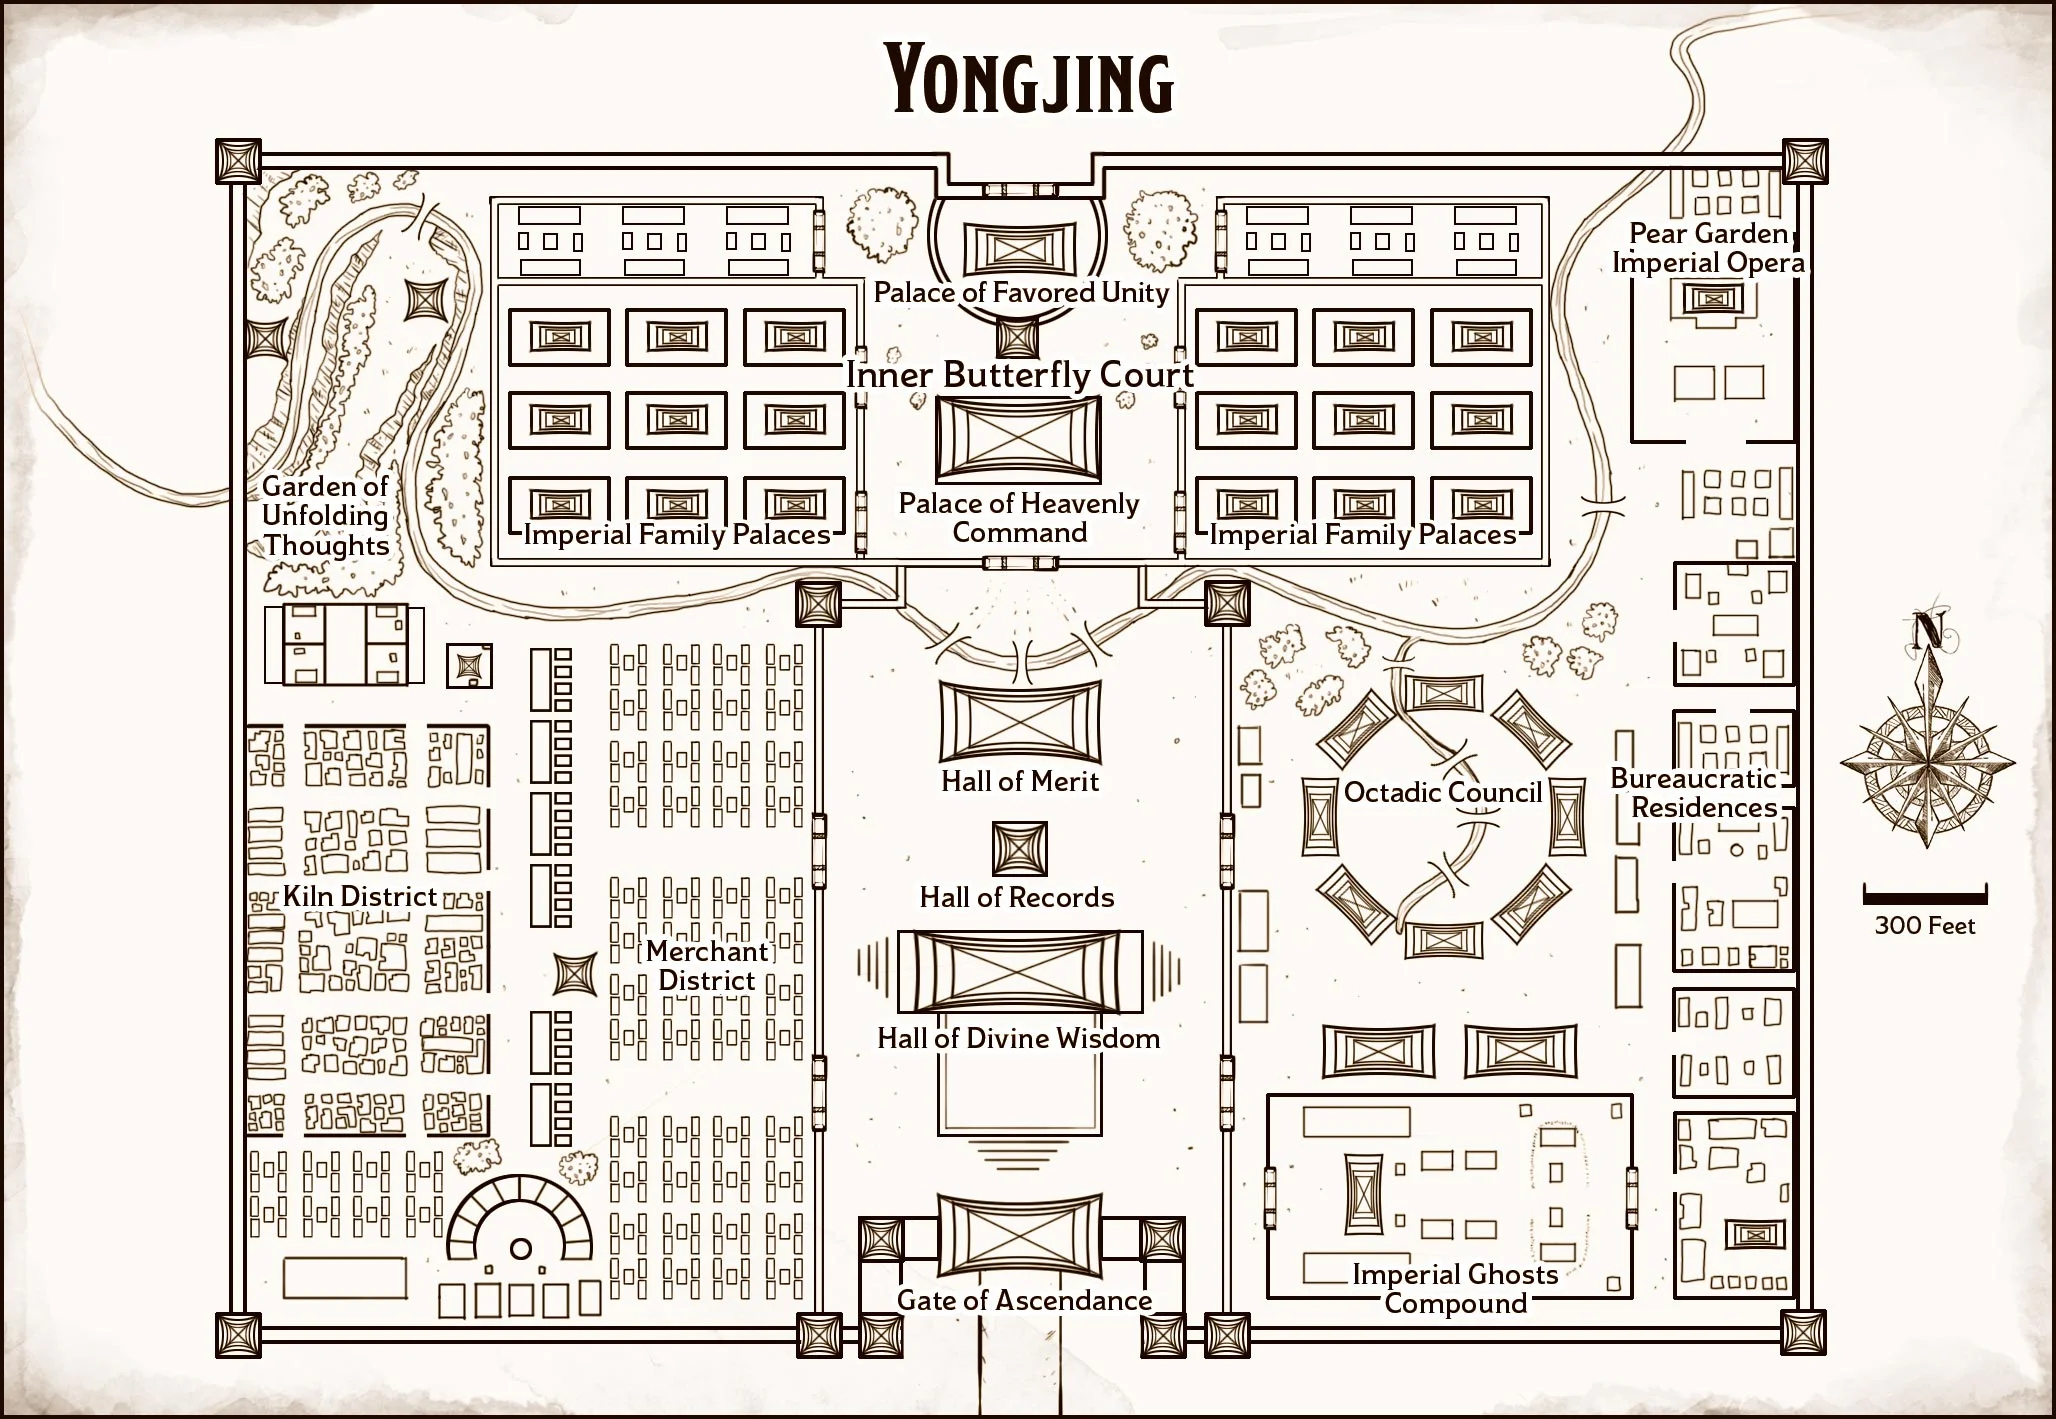 Yongjing
Pear Garden,
Imperial Opera
Palace of Favored Unity
Inner Butterfly Court
Garden of
Unfolding
Thoughts
Palace of Heavenly
Command
Imperial Family Palaces
Imperial Family Palaces
N
Hall of Merit
Octadic Council
Bureaucratic
Residences
Kiln District
Hall of Records
300 Feet
Merchant
District
Hall of Divine Wisdom
Gate of Ascendance
Imperial Ghosts
Compound